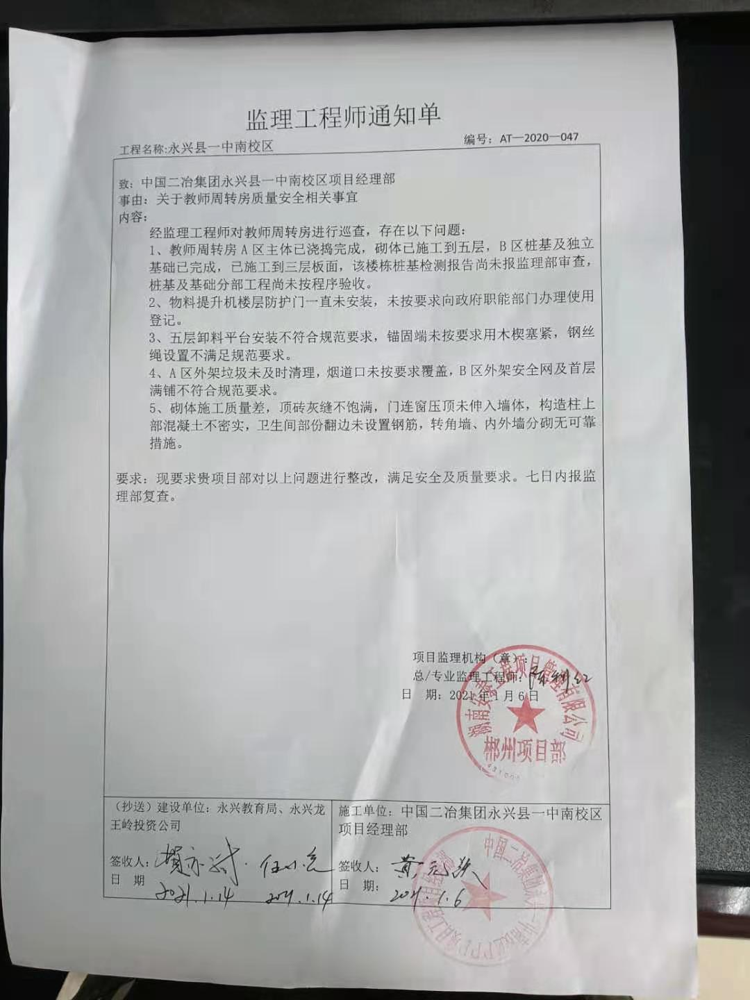 监理工程师通知单
工程名称:永兴县一中南校区
编号：AT—2020—047
致：中国二冶集团永兴县一中南校区项目经理部
事由：关于教师周转房质量安全相关事宜
内容：
经监理工程师对教师周转房进行巡查，存在以下问题：
1、教师周转房A区主体已浇捣完成，砌体已施工到五层，B区桩基及独立
基础已完成，已施工到三层板面，该楼栋桩基检测报告尚未报监理部审查，
桩基及基础分部工程尚未按程序验收。
2、物料提升机楼层防护门一直未安装，未按要求向政府职能部门办理使用
登记。
3、五层卸料平台安装不符合规范要求，锚固端未按要求用木楔塞紧，钢丝
绳设置不满足规范要求。
4、A区外架垃圾未及时清理，烟道口未按要求覆盖，B区外架安全网及首层
满铺不符合规范要求。
5、砌体施工质量差，顶砖灰缝不饱满，门连窗压顶未伸入墙体，构造柱上
部混凝土不密实，卫生间部份翻边未设置钢筋，转角墙、内外墙分砌无可靠
措施。
要求：现要求贵项目部对以上问题进行整改，满足安全及质量要求。七日内报监
理部复查。
项目监理机构（章）：
总/专业监理工程师：
日 期：2021年1月6日
郴州项目部
（抄送）建设单位：永兴教育局、永兴龙
王岭投资公司
签收人：
日 期
2021.1.14 2021.1.14
施工单位：中国二冶集团永兴县一中南校区
项目经理部
签收人：
日 期：
2021.1.6